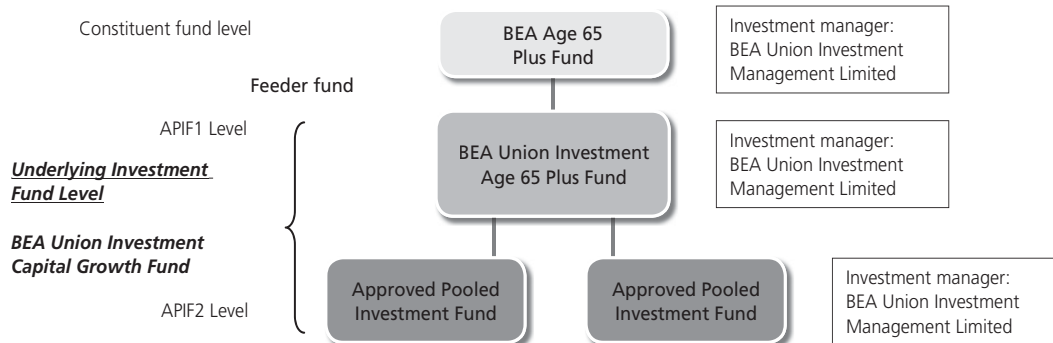 Constituent fund level
BEA Age 65
Plus Fund
Investment manager:
BEA Union Investment
Management Limited
Feeder fund
APIF1 Level
BEA Union Investment
Age 65 Plus Fund
Investment manager:
BEA Union Investment
Management Limited
Underlying Investment
Fund Level
BEA Union Investment
Capital Growth Fund
APIF2 Level
Approved Pooled
Investment Fund
Approved Pooled
Investment Fund
Investment manager:
BEA Union Investment
Management Limited